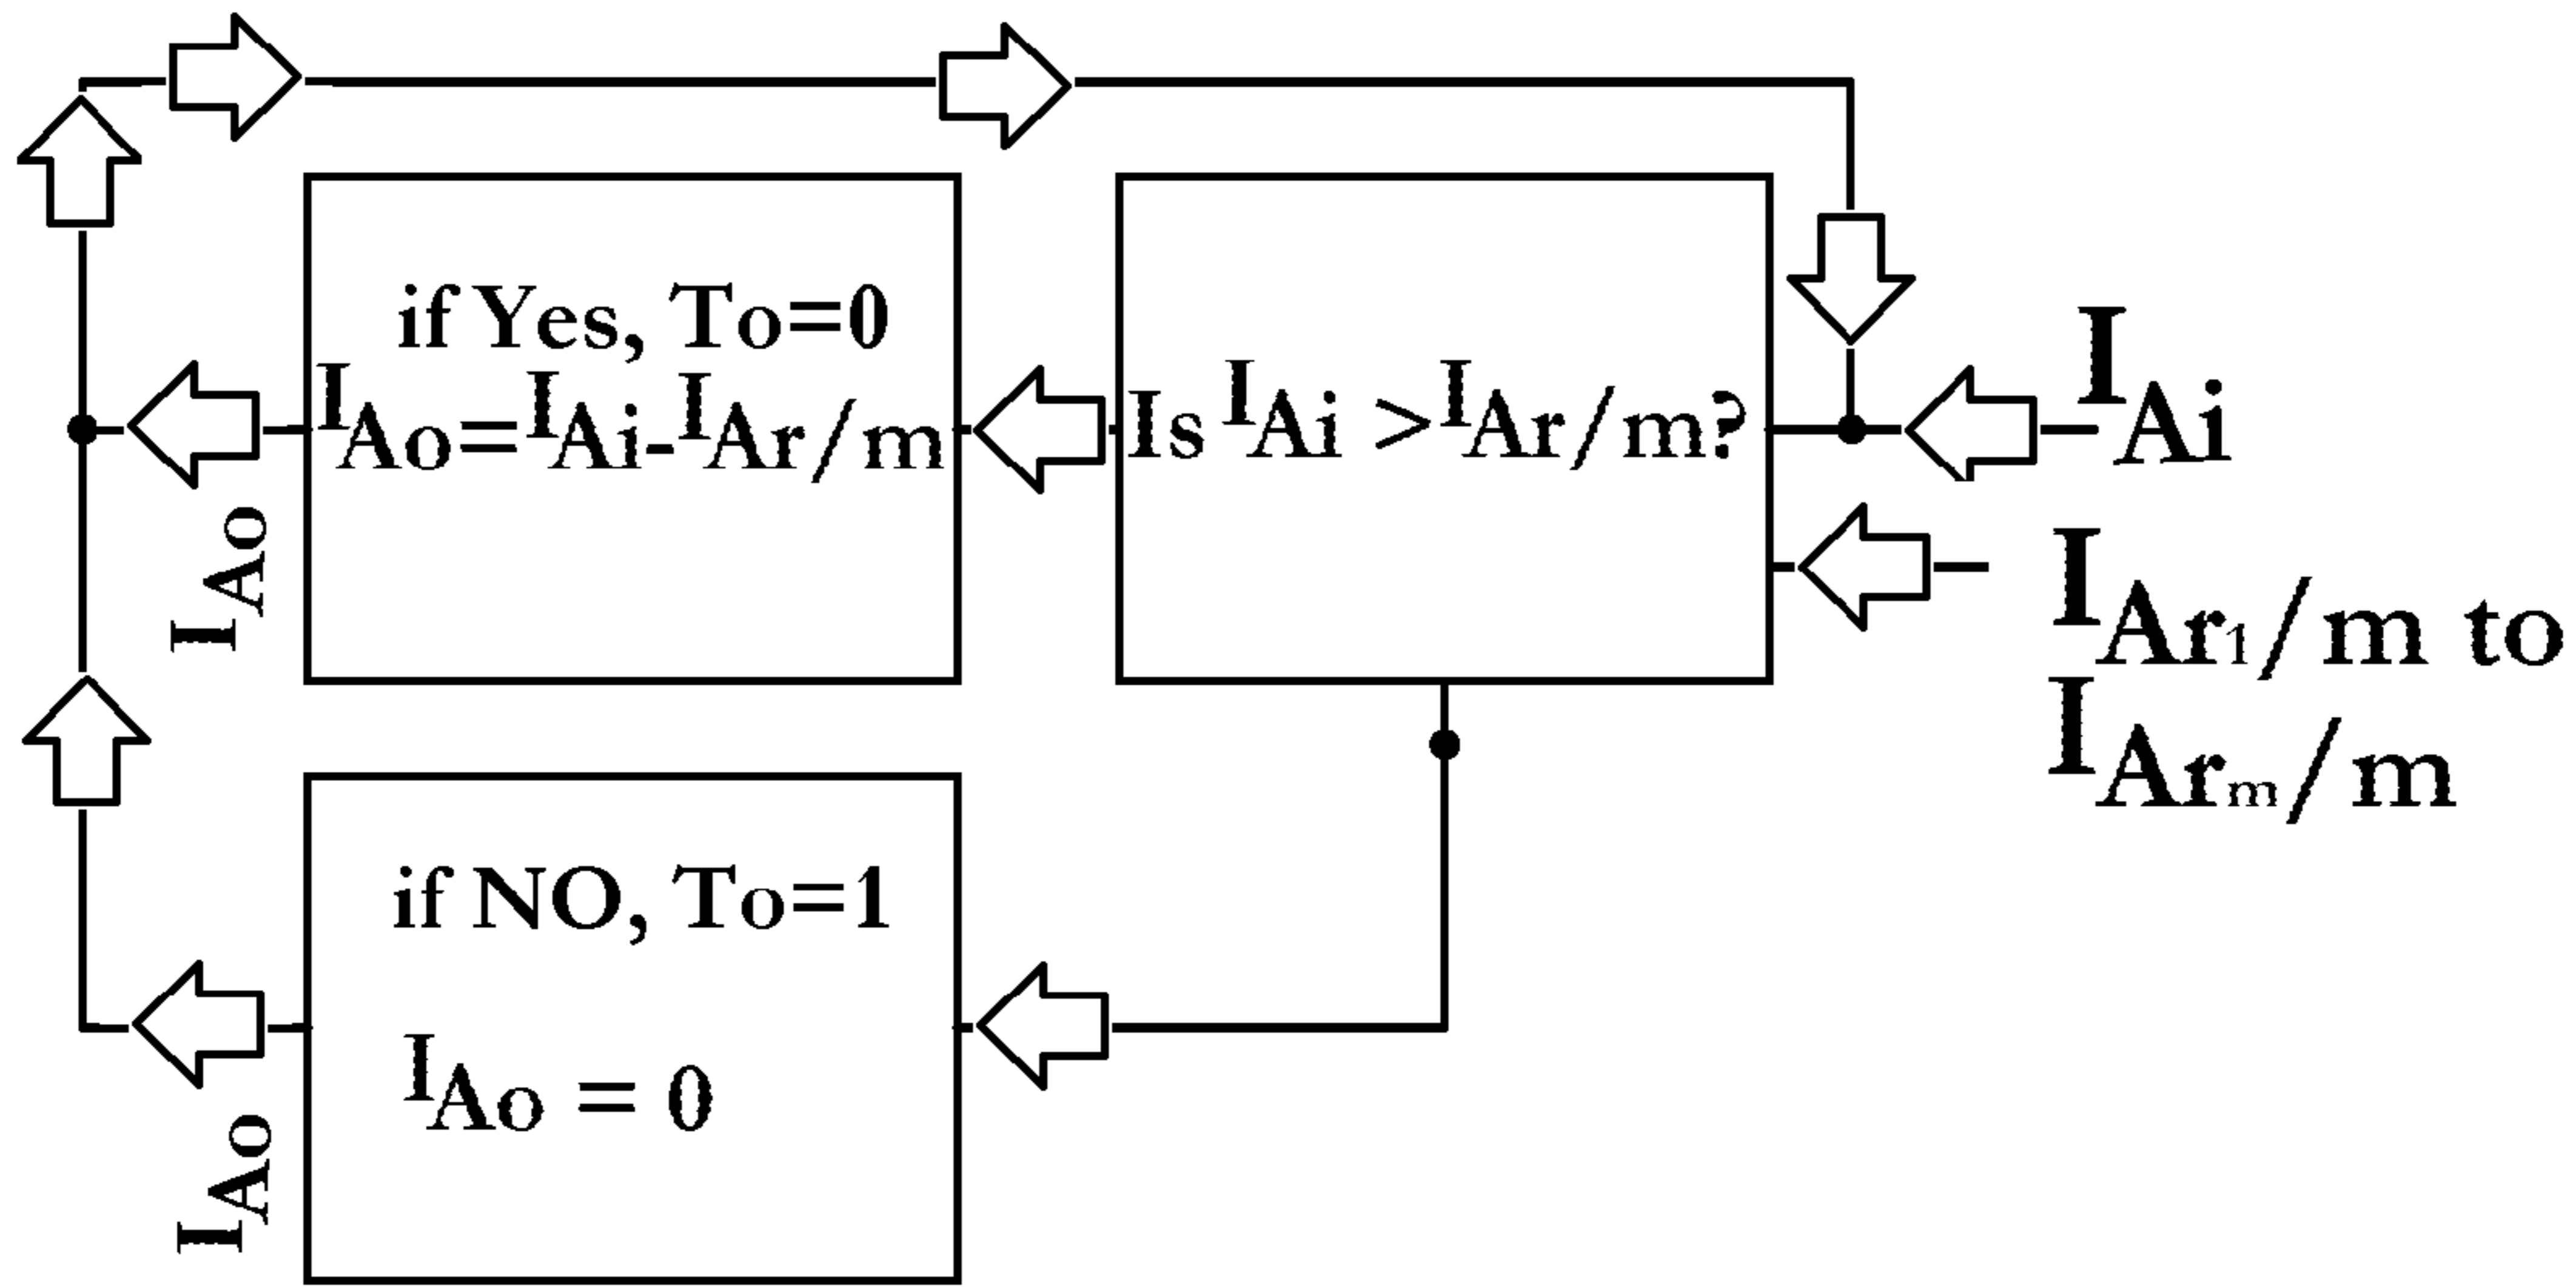 if Yes, To=0
IAo=IAi-IAr/m
Is IAi >IAr/m?
IAi
IAr1/m to
IArm/m
IAo
if NO, To=1
IAo = 0
IAo